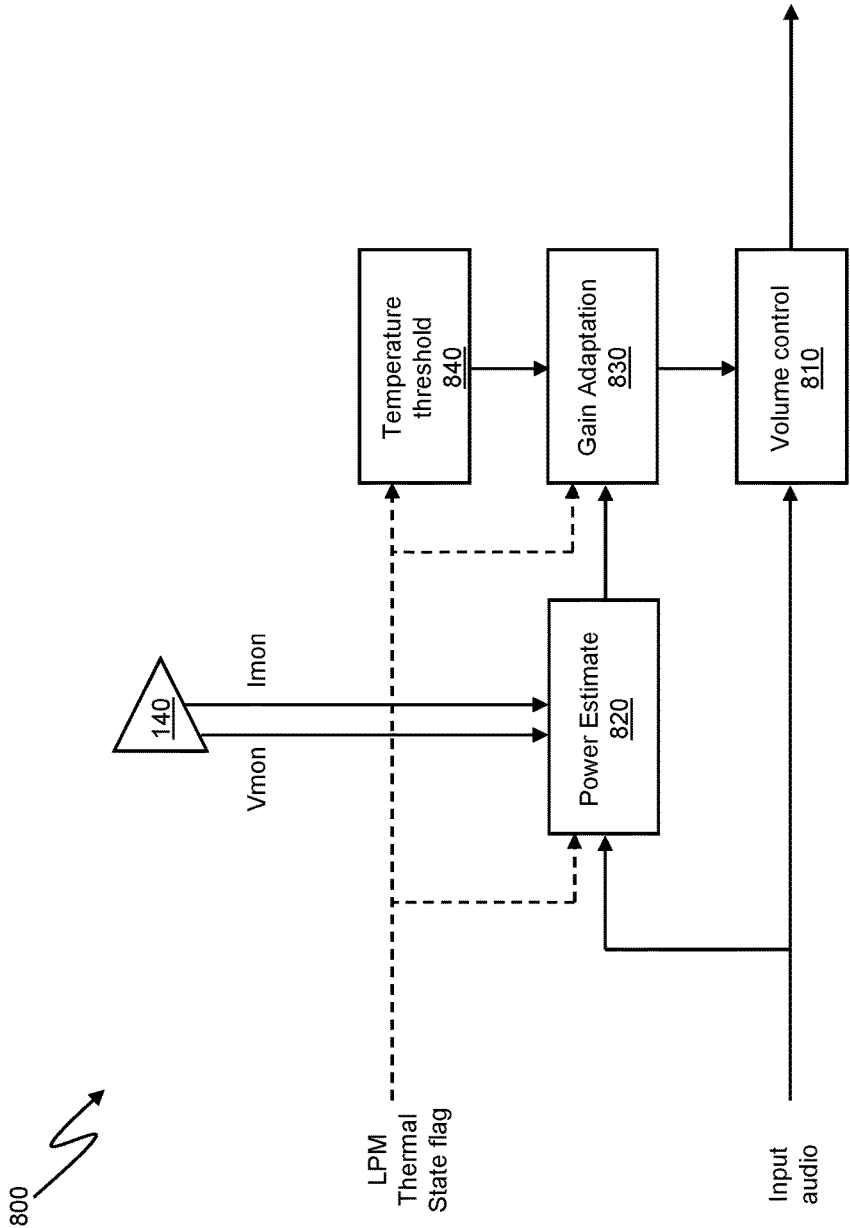 800
140
Vmon
Imon
LPM
Thermal
State flag
Temperature
threshold
840
Power Estimate
820
Gain Adaptation
830
Input
audio
Volume control
810